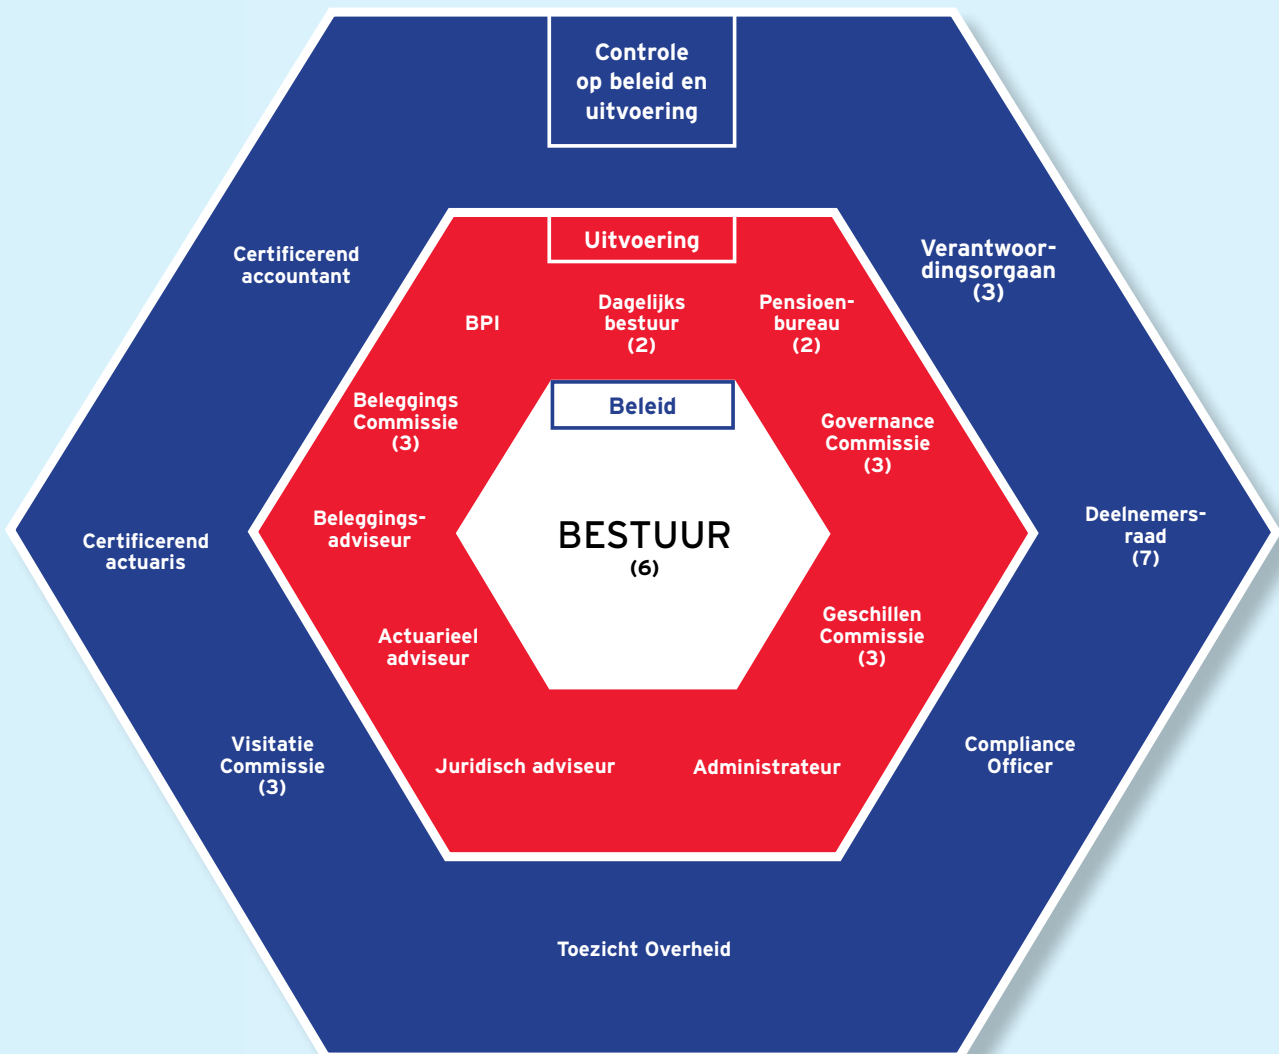 Controle
op beleid en
uitvoering
Certificerend
accountant
Verantwoor-
dingsorgaan
(3)
Uitvoering
BPI
Dagelijks
bestuur
(2)
Pensioen-
bureau
(2)
Beleggings
Commissie
(3)
Beleid
Governance
Commissie
(3)
Certificerend
actuaris
Beleggings-
adviseur
BESTUUR
(6)
Deelnemers-
raad
(7)
Actuarieel
adviseur
Geschillen
Commissie
(3)
Visitatie
Commissie
(3)
Juridisch adviseur
Administrateur
Compliance
Officer
Toezicht Overheid